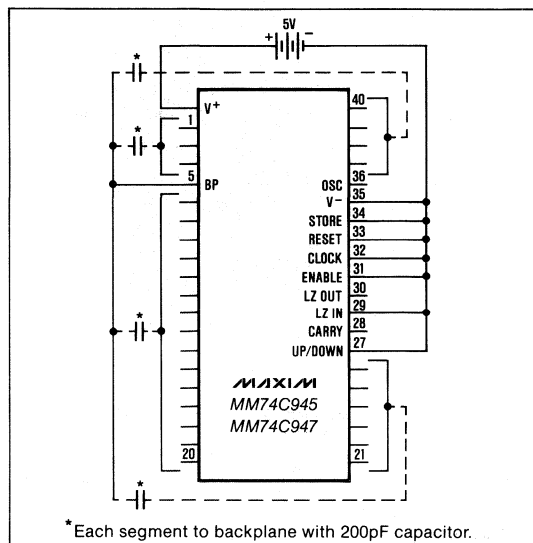 5V
+ −
*
40
V+
1
*
5
BP
36
OSC
35
V−
34
STORE
33
RESET
32
CLOCK
31
ENABLE
30
LZ OUT
29
LZ IN
28
CARRY
27
UP/DOWN
*
MAXIM
MM74C945
MM74C947
20
21
*
*Each segment to backplane with 200pF capacitor.